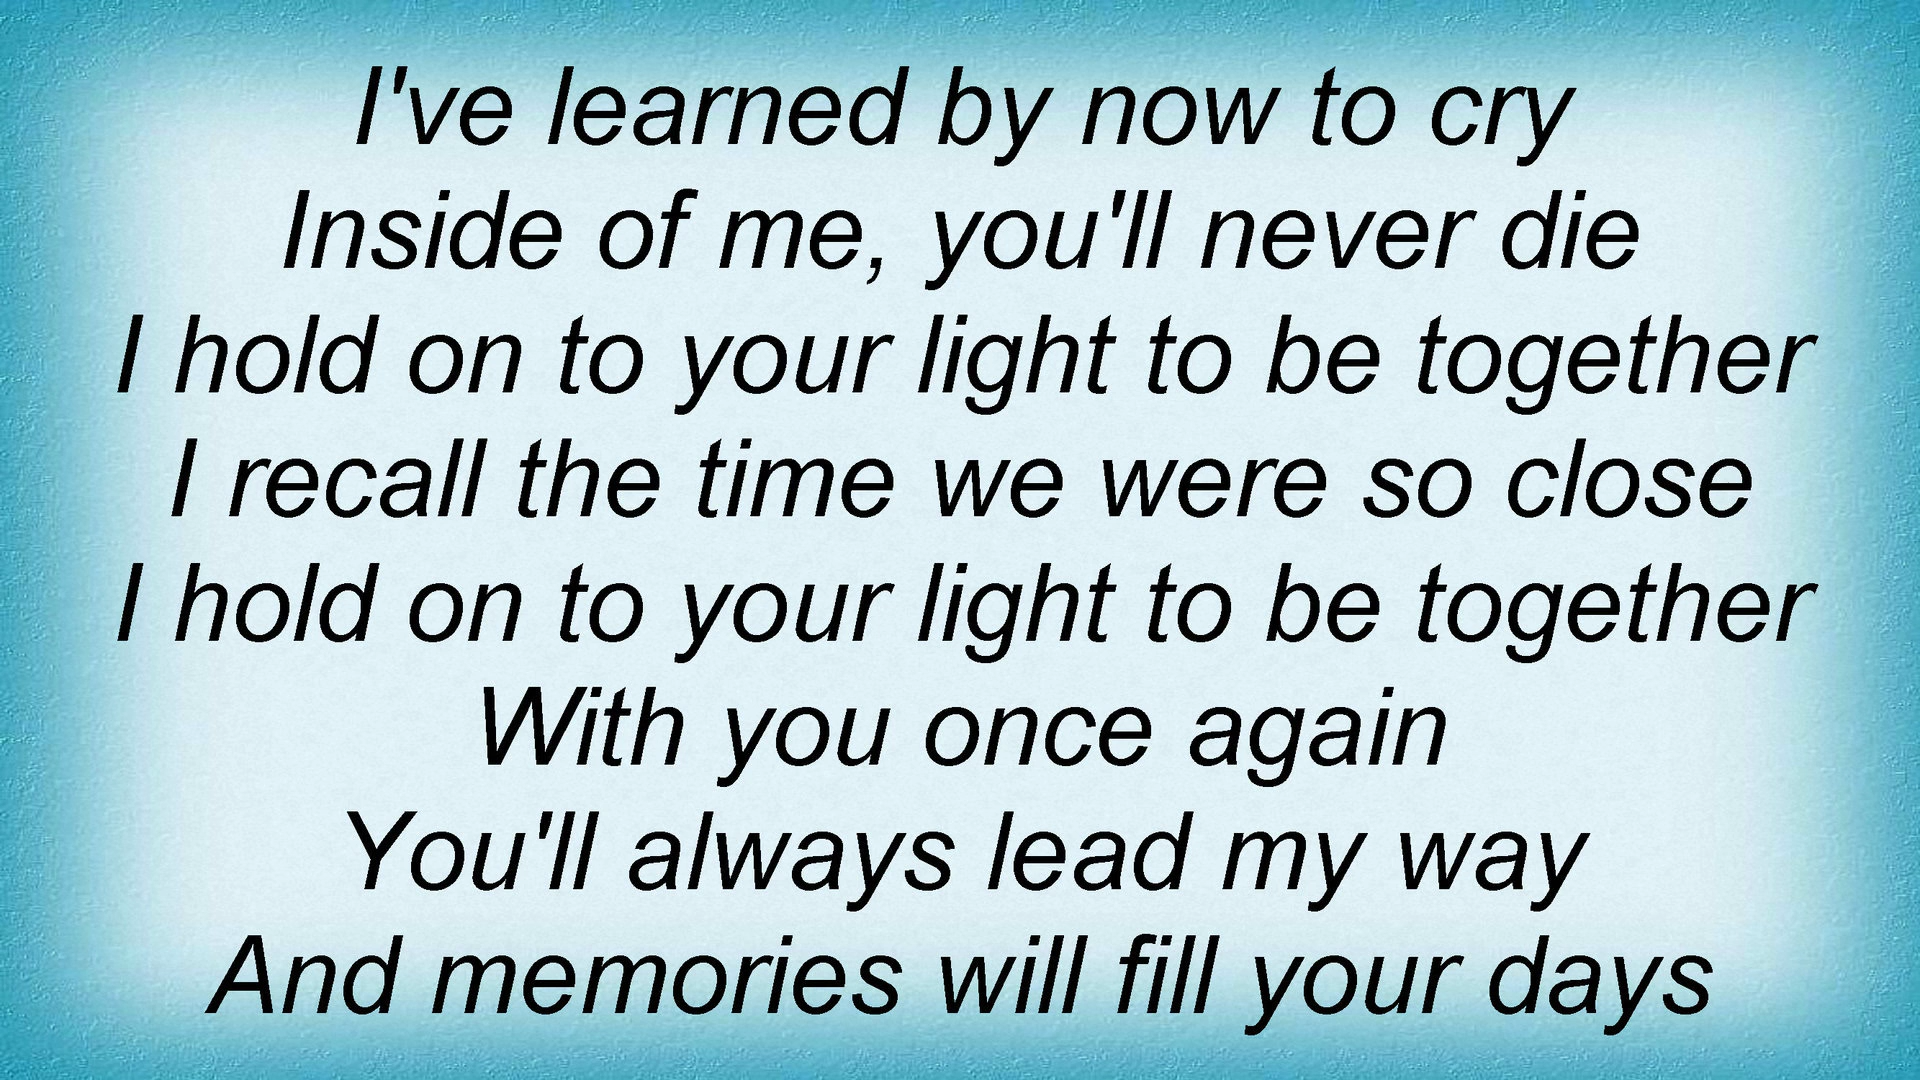 I've learned by now to cry
Inside of me, you'll never die
I hold on to your light to be together
I recall the time we were so close
I hold on to your light to be together
With you once again
You'll always lead my way
And memories will fill your days